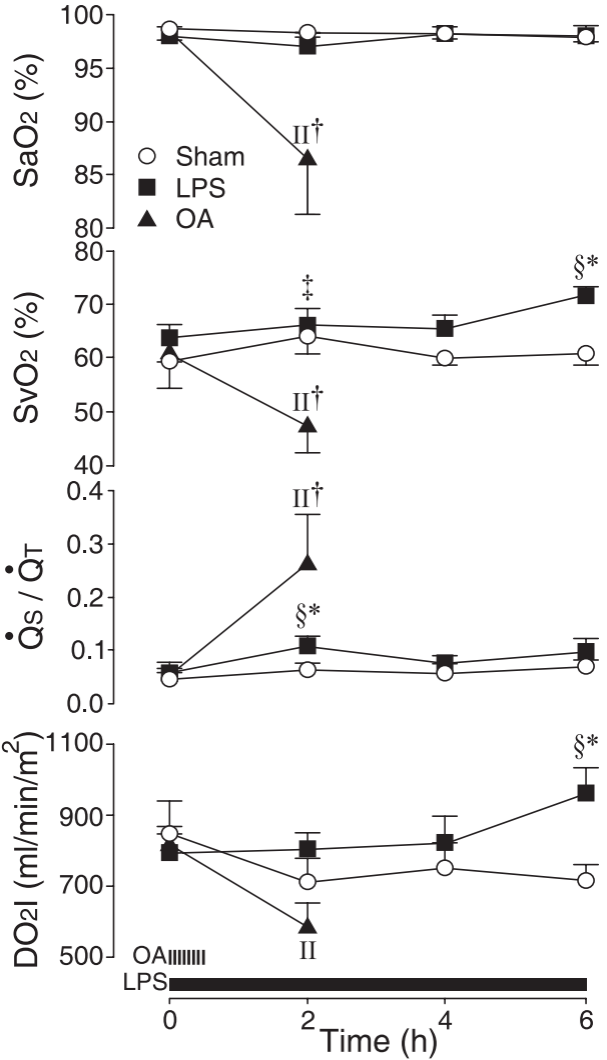 100
95
90
85
80
SaO2 (%)
II†
Sham
LPS
OA
80
70
60
50
40
SvO2 (%)
‡
§*
II†
0.4
0.3
0.2
0.1
0.0
Q̇S / Q̇T
II†
§*
1100
900
700
500
DO2I (ml/min/m2)
§*
II
OA
LPS
0 2 4 6
Time (h)